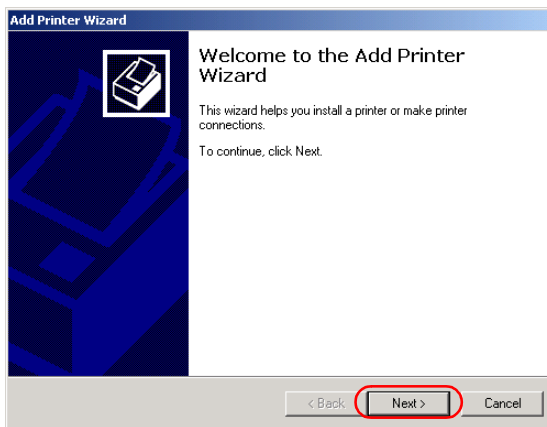 Add Printer Wizard
Welcome to the Add Printer
Wizard
This wizard helps you install a printer or make printer
connections.
To continue, click Next.
< Back
Next >
Cancel